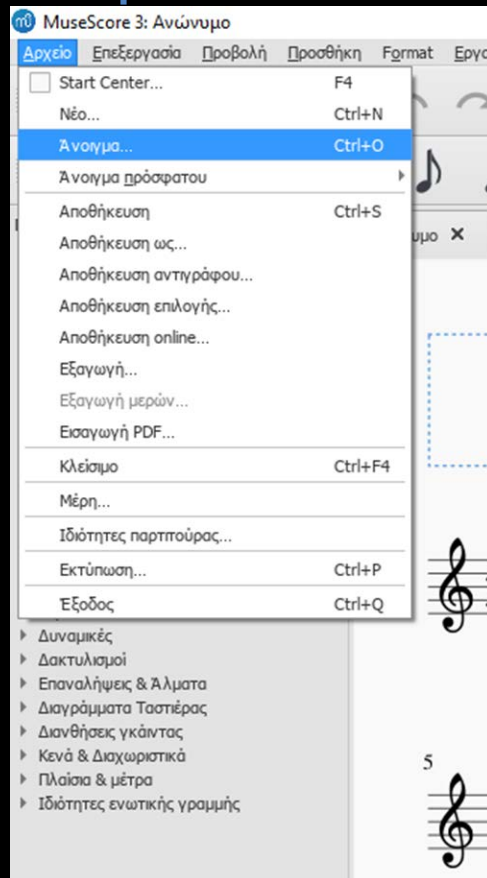 MuseScore 3: Ανώνυμο
Αρχείο Επεξεργασία Προβολή Προσθήκη Format
Start Center... F4
Νέο... Ctrl+N
Άνοιγμα... Ctrl+O
Άνοιγμα πρόσφατου
Αποθήκευση Ctrl+S
υμο X
Αποθήκευση ως...
Αποθήκευση αντιγράφου...
Αποθήκευση επιλογής...
Αποθήκευση online...
Εξαγωγή...
Εξαγωγή μερών...
Εισαγωγή PDF...
Κλείσιμο Ctrl+F4
Μέρη...
Ιδιότητες παρτιτούρας...
Εκτύπωση... Ctrl+P
Έξοδος Ctrl+Q
Δυναμικές
Δακτυλισμοί
Επαναλήψεις & Άλματα
Διαγράμματα Ταστιέρας
Διανθήσεις γκάιντας
Κενά & Διαχωριστικά
5
Πλαίσια & μέτρα
Ιδιότητες ενωτικής γραμμής